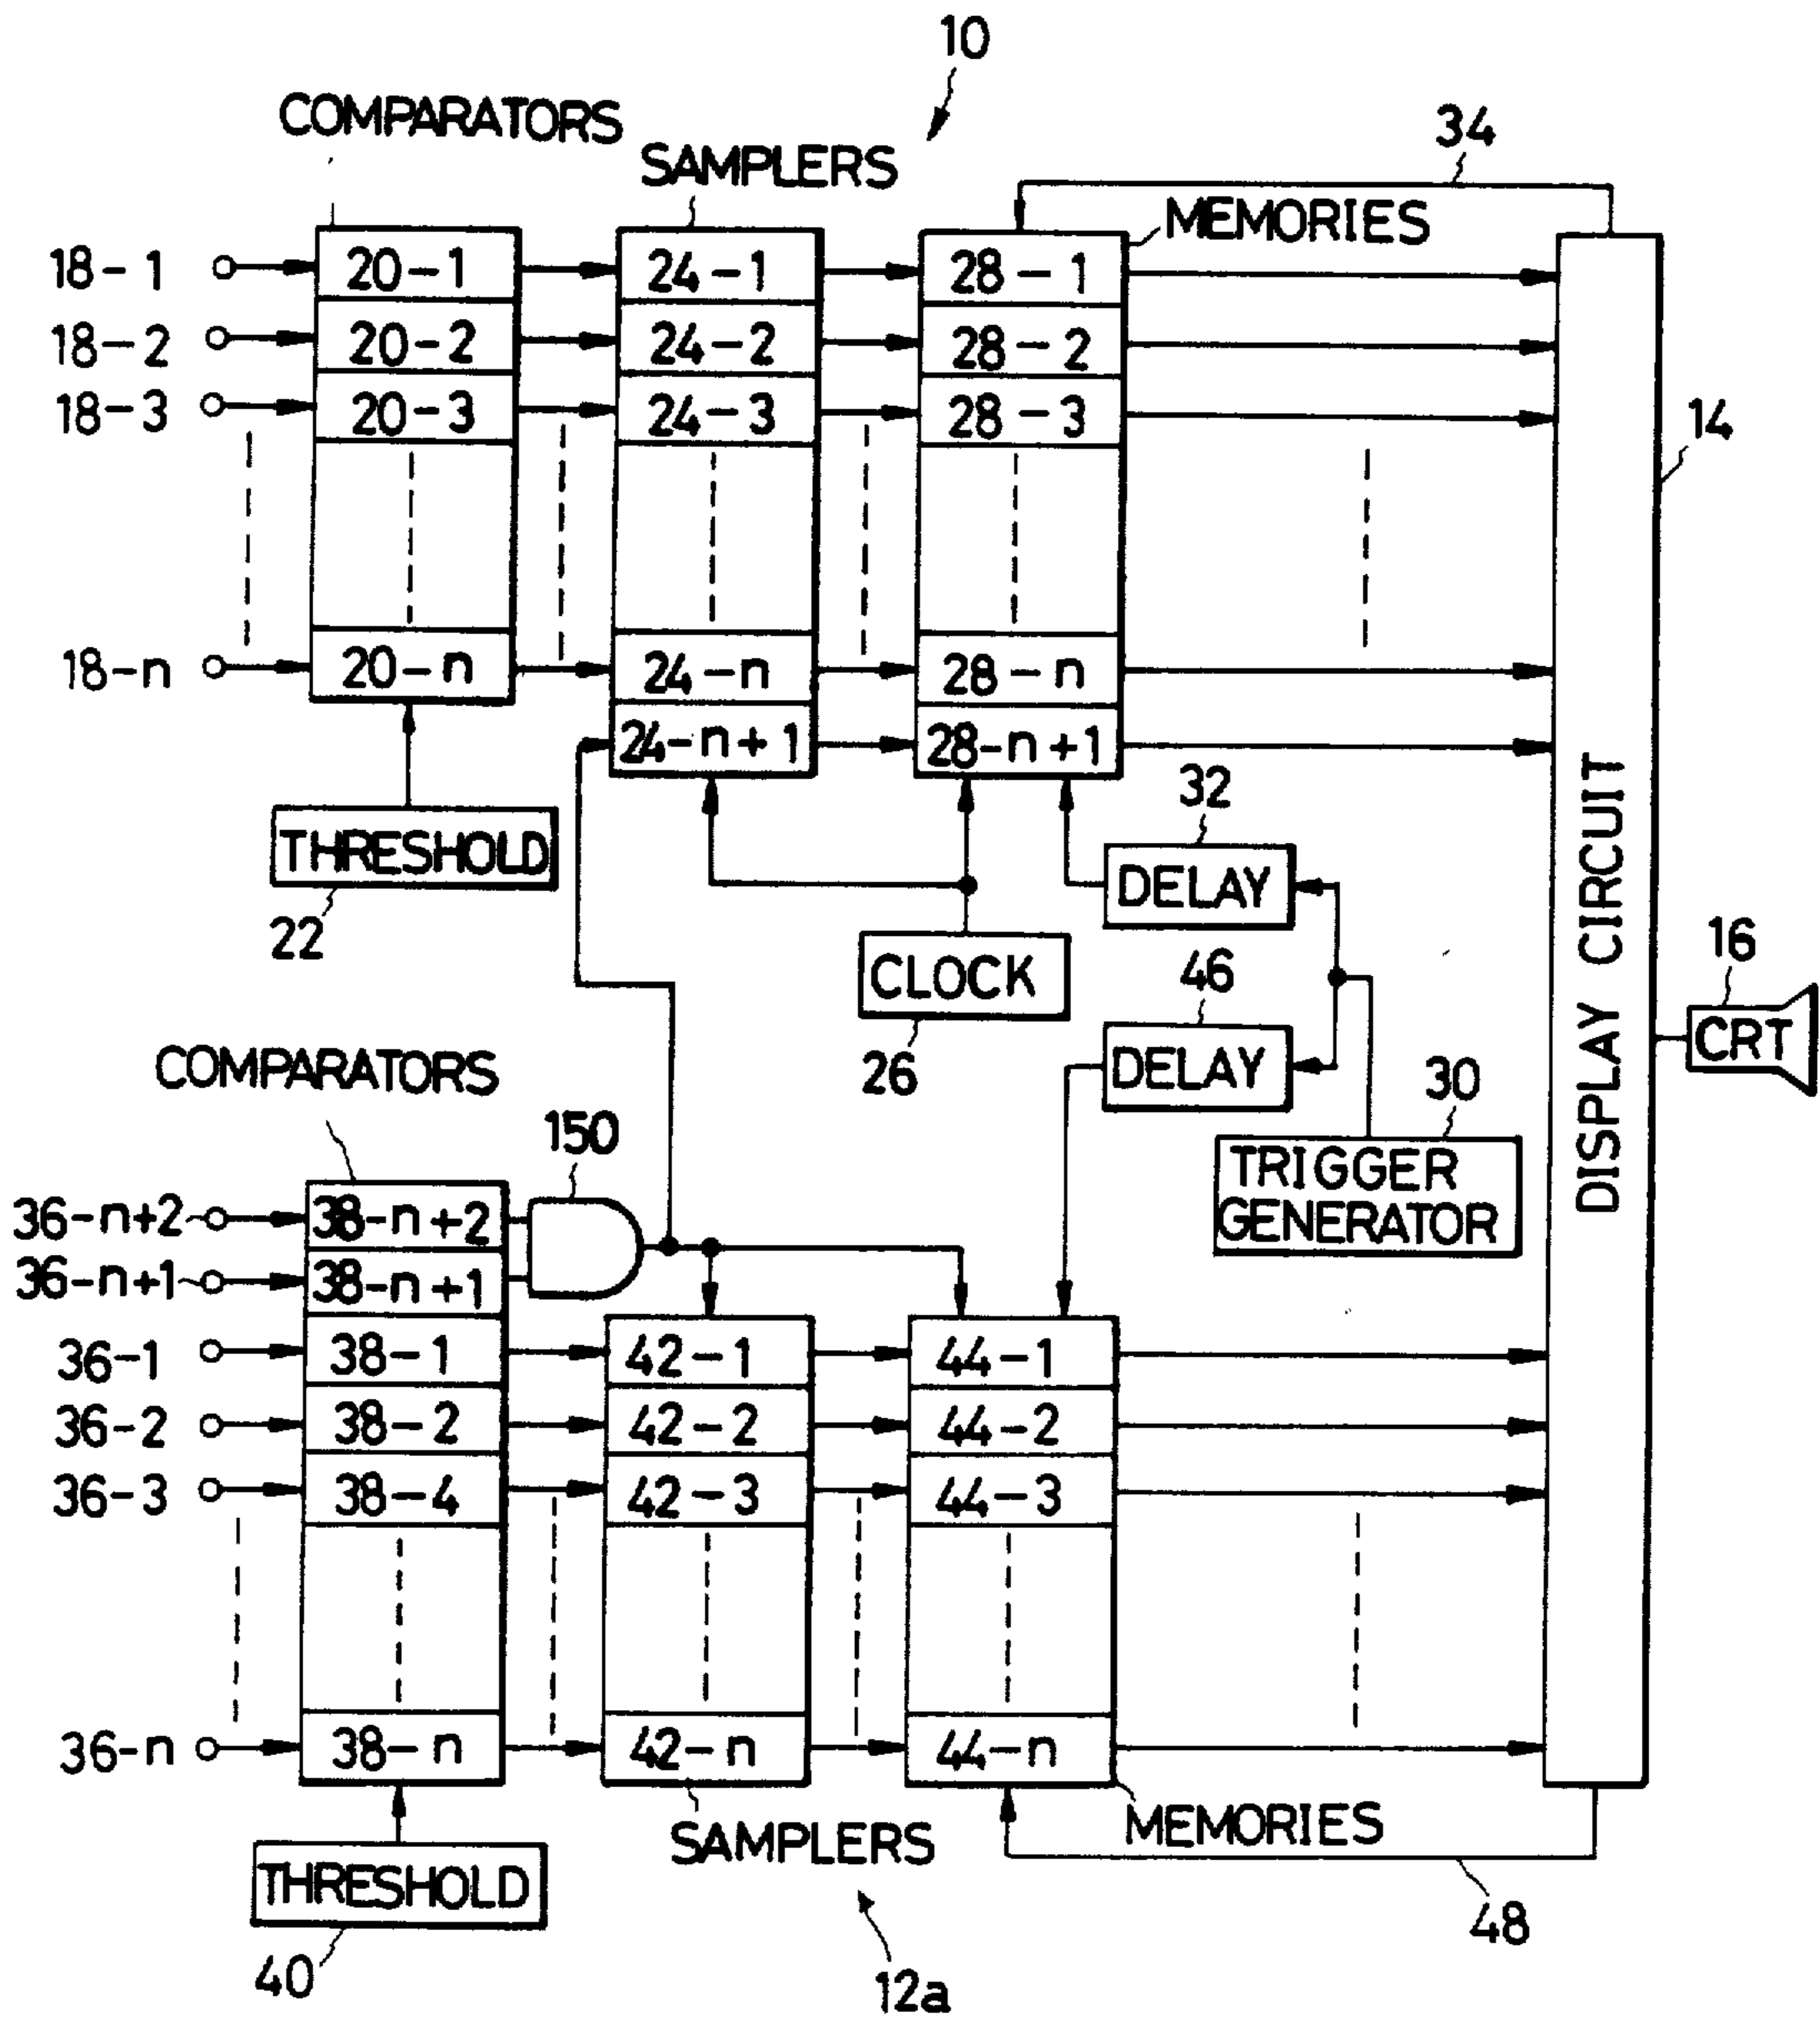 10
COMPARATORS
SAMPLERS
34
MEMORIES
18-1 20-1 24-1 28-1
18-2 20-2 24-2 28-2
18-3 20-3 24-3 28-3
14
18-n 20-n 24-n 28-n
24-n+1 28-n+1
THRESHOLD
22
32
DELAY
CLOCK
26
46
DELAY
DISPLAY CIRCUIT
16
CRT
30
TRIGGER
GENERATOR
COMPARATORS
150
36-n+2 38-n+2
36-n+1 38-n+1
36-1 38-1 42-1 44-1
36-2 38-2 42-2 44-2
36-3 38-4 42-3 44-3
36-n 38-n 42-n 44-n
SAMPLERS
MEMORIES
THRESHOLD
40
12a
48